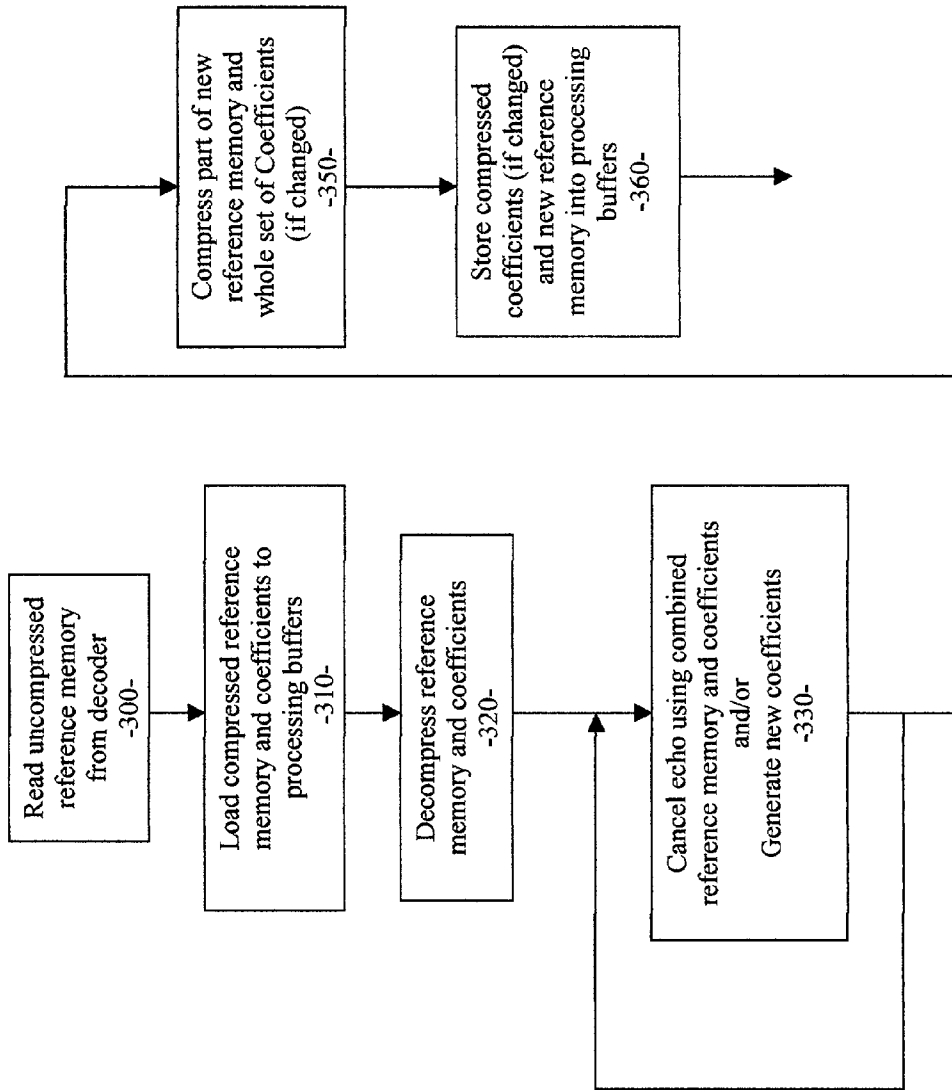 Read uncompressed
reference memory
from decoder
-300-
Load compressed reference
memory and coefficients to
processing buffers
-310-
Decompress reference
memory and coefficients
-320-
Cancel echo using combined
reference memory and coefficients
and/or
Generate new coefficients
-330-
Compress part of new
reference memory and
whole set of Coefficients
(if changed)
-350-
Store compressed
coefficients (if changed)
and new reference
memory into processing
buffers
-360-